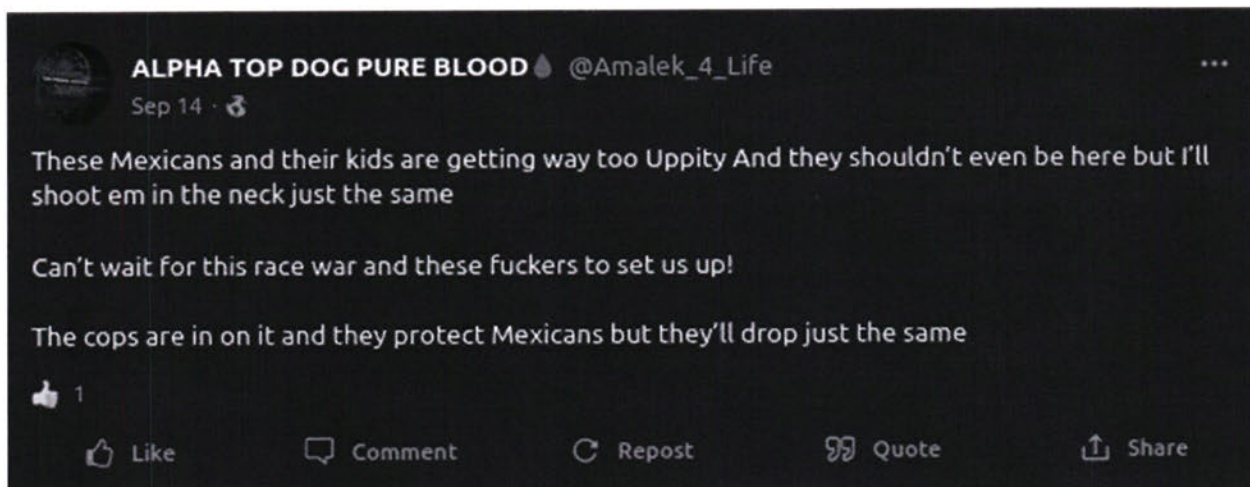 ALPHA TOP DOG PURE BLOOD🩸 @Amalek_4_Life
Sep 14 ·
These Mexicans and their kids are getting way too Uppity And they shouldn't even be here but I'll
shoot em in the neck just the same
Can't wait for this race war and these fuckers to set us up!
The cops are in on it and they protect Mexicans but they'll drop just the same
1
Like Comment Repost Quote Share